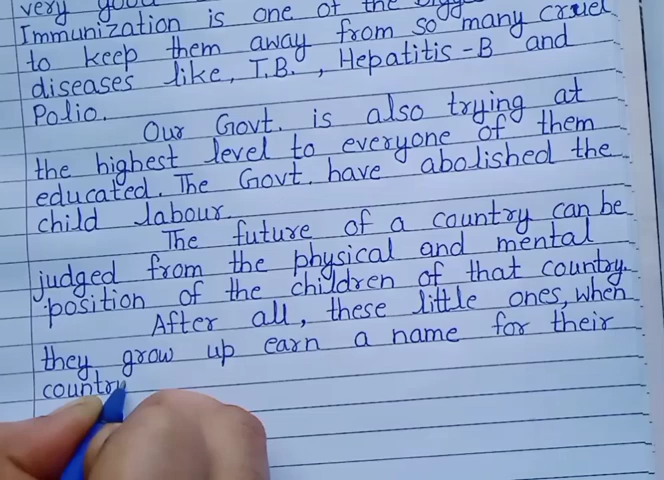 very good
Immunization is one of the
to keep them away from so many cruel
diseases like, T.B., Hepatitis-B and
Polio.
Our Govt. is also trying at
the highest level to everyone of them
educated. The Govt. have abolished the
child labour.
The future of a country can be
judged from the physical and mental
position of the children of that country.
After all, these little ones, when
they grow up earn a name for their
countr